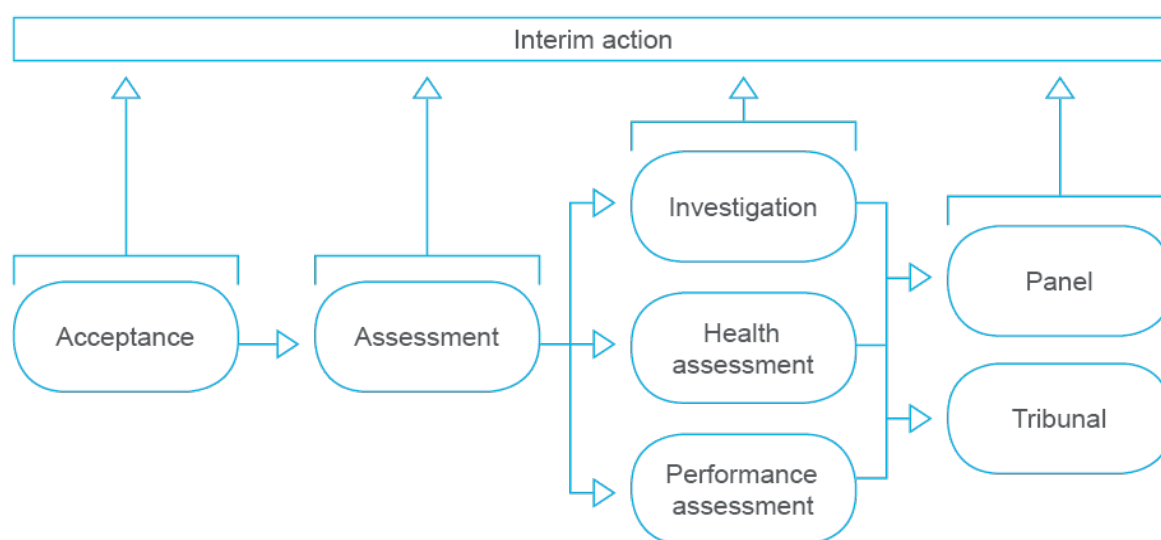 Interim action
Acceptance
Assessment
Investigation
Health
assessment
Performance
assessment
Panel
Tribunal